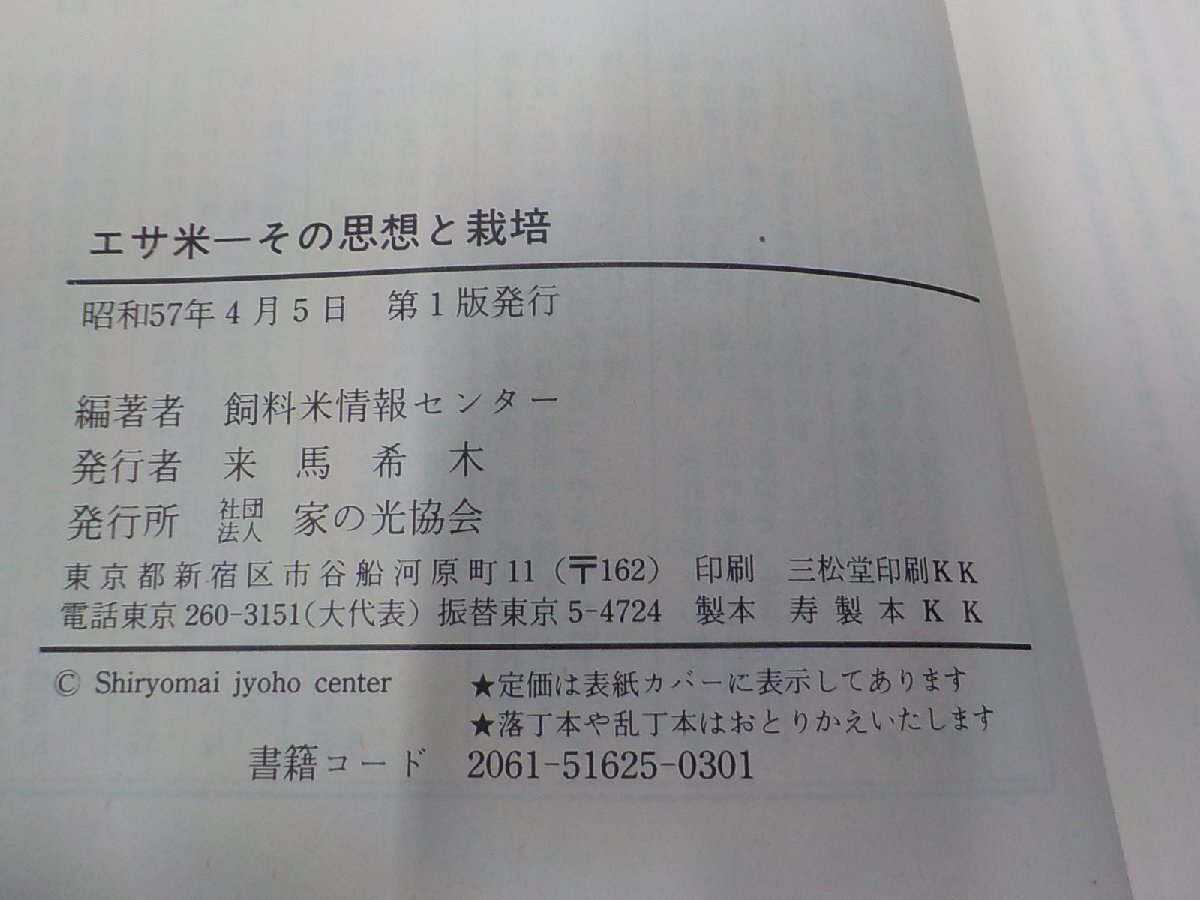 エサ米―その思想と栽培
昭和57年4月5日　第1版発行
編著者　飼料米情報センター
発行者　来馬希木
発行所　社団法人　家の光協会
東京都新宿区市谷船河原町11（〒162）　印刷　三松堂印刷KK
電話東京 260-3151(大代表) 振替東京 5-4724　製本　寿製本KK
© Shiryomai jyoho center　★定価は表紙カバーに表示してあります
★落丁本や乱丁本はおとりかえいたします
書籍コード　2061-51625-0301